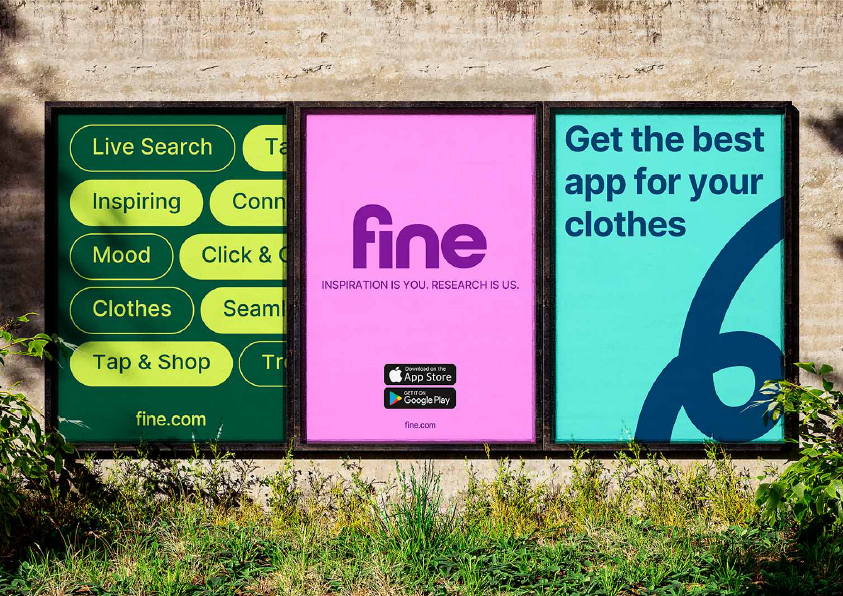 Live Search
Ta
Inspiring
Conn
Mood
Click & C
Clothes
Seaml
Tap & Shop
Tr
fine.com
fine
INSPIRATION IS YOU. RESEARCH IS US.
Download on the
App Store
GET IT ON
Google Play
fine.com
Get the best
app for your
clothes